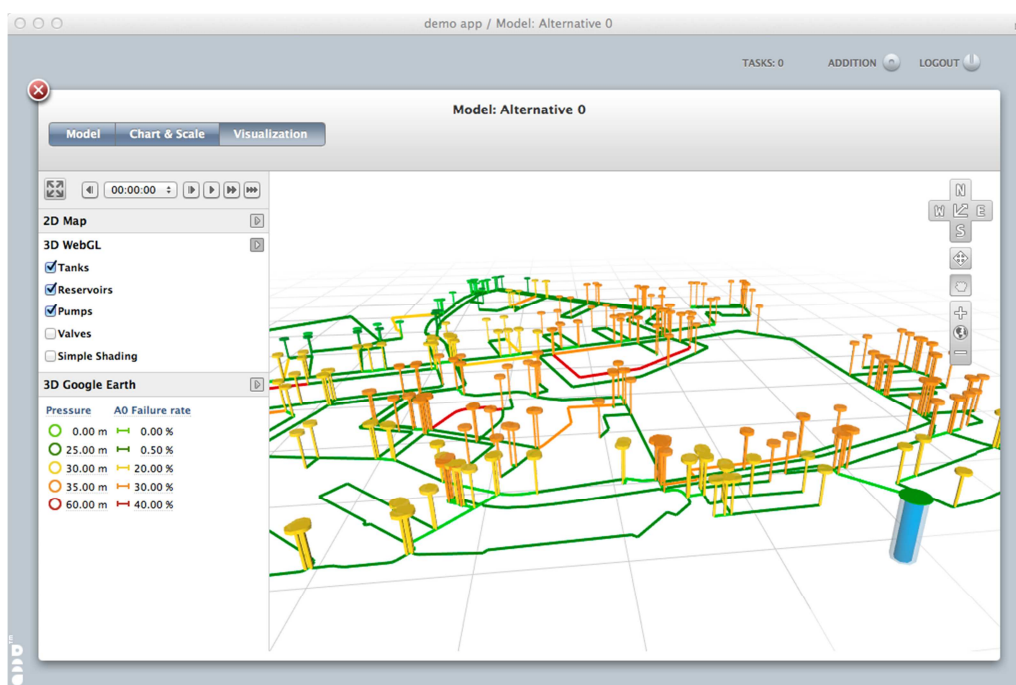 demo app / Model: Alternative 0
TASKS: 0 ADDITION LOGOUT
Model: Alternative 0
Model Chart & Scale Visualization
00:00:00
2D Map
3D WebGL
Tanks
Reservoirs
Pumps
Valves
Simple Shading
3D Google Earth
Pressure A0 Failure rate
0.00 m 0.00 %
25.00 m 0.50 %
30.00 m 20.00 %
35.00 m 30.00 %
60.00 m 40.00 %
N
W E
S